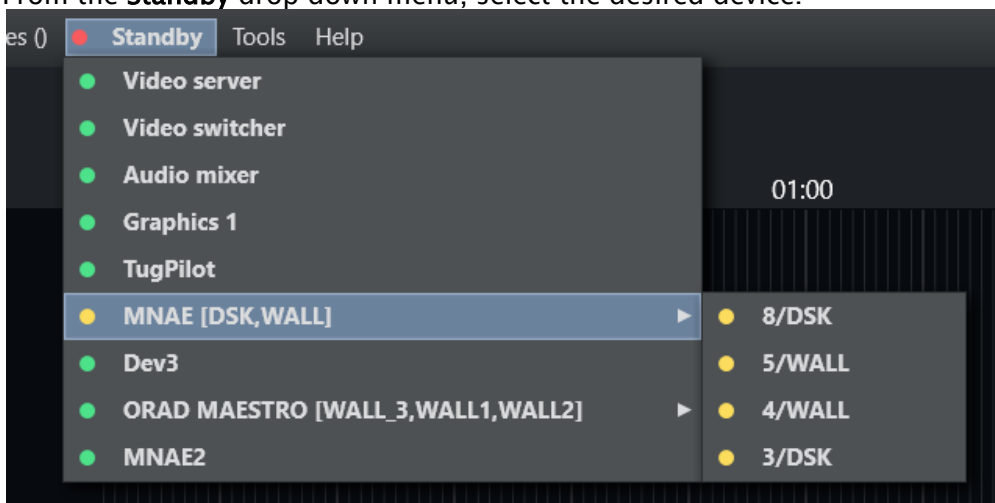 From the Standby drop-down menu, select the desired device.
es () Standby Tools Help
Video server
Video switcher
Audio mixer
01:00
Graphics 1
TugPilot
MNAE [DSK,WALL]
8/DSK
Dev3
5/WALL
ORAD MAESTRO [WALL_3,WALL1,WALL2]
4/WALL
MNAE2
3/DSK